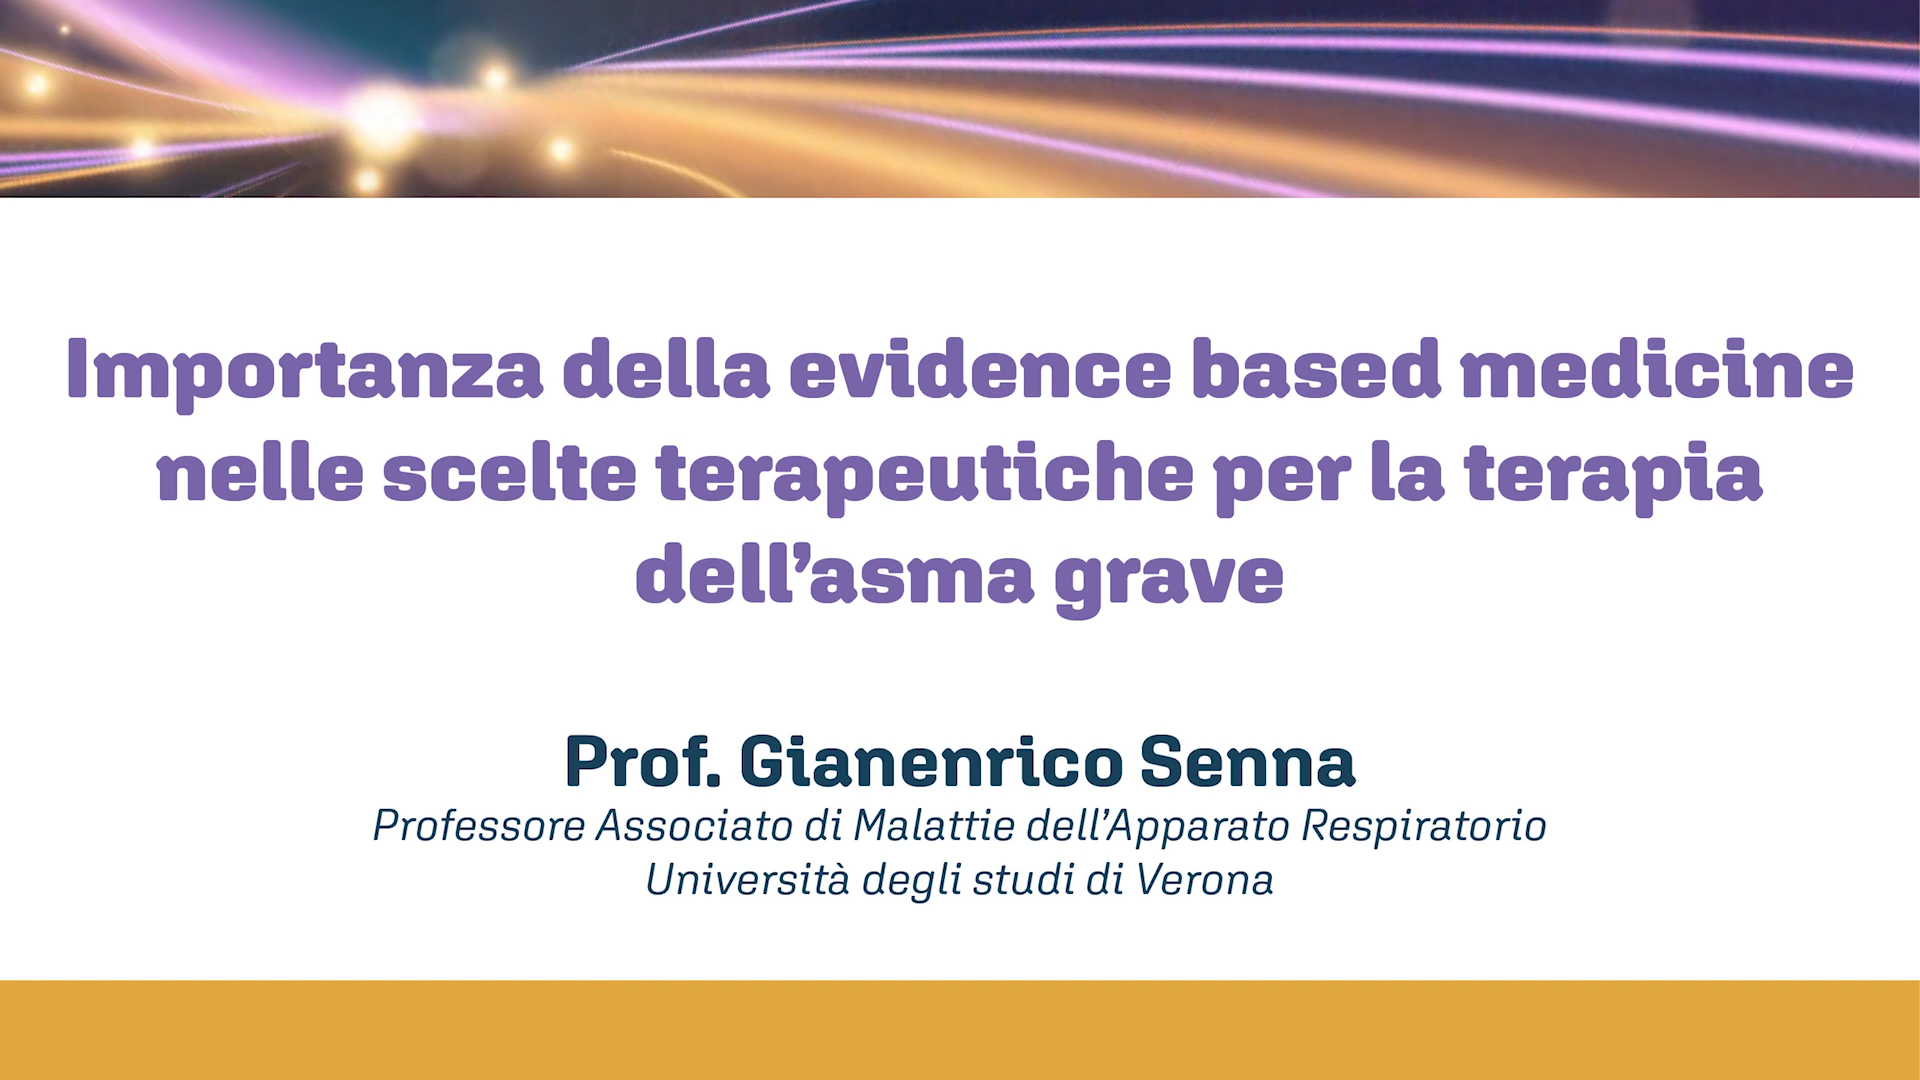 Importanza della evidence based medicine
nelle scelte terapeutiche per la terapia
dell’asma grave
Prof. Gianenrico Senna
Professore Associato di Malattie dell’Apparato Respiratorio
Università degli studi di Verona